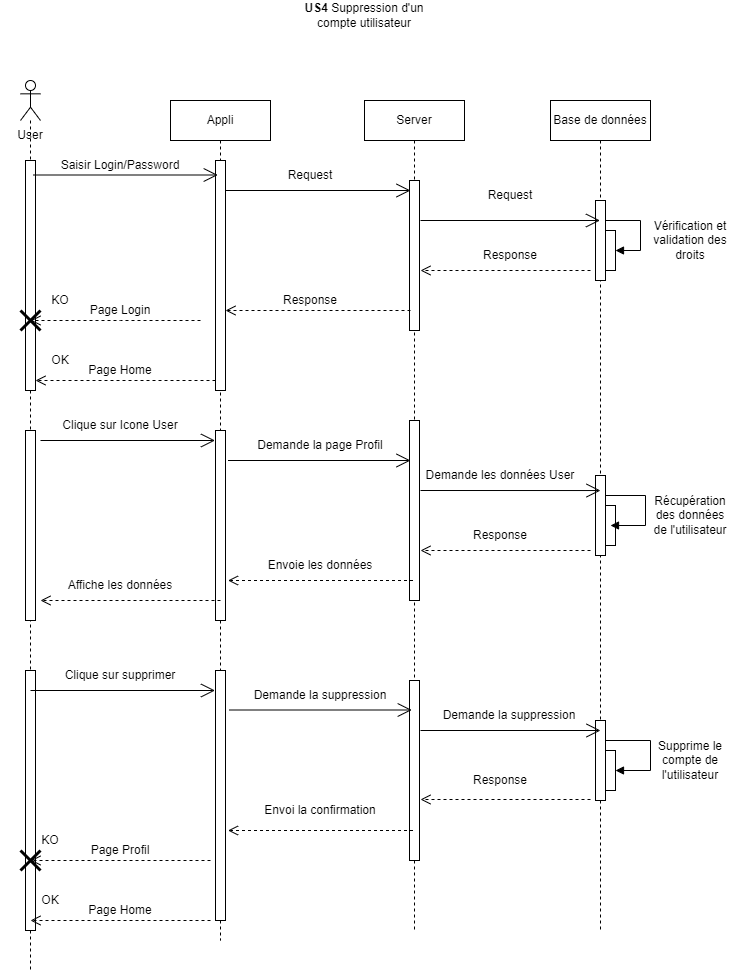 US4 Suppression d'un
compte utilisateur
User
Appli
Server
Base de données
Saisir Login/Password
Request
Request
Vérification et
validation des
droits
Response
Response
KO
Page Login
OK
Page Home
Clique sur Icone User
Demande la page Profil
Demande les données User
Récupération
des données
de l'utilisateur
Response
Envoie les données
Affiche les données
Clique sur supprimer
Demande la suppression
Demande la suppression
Supprime le
compte de
l'utilisateur
Response
Envoi la confirmation
KO
Page Profil
OK
Page Home